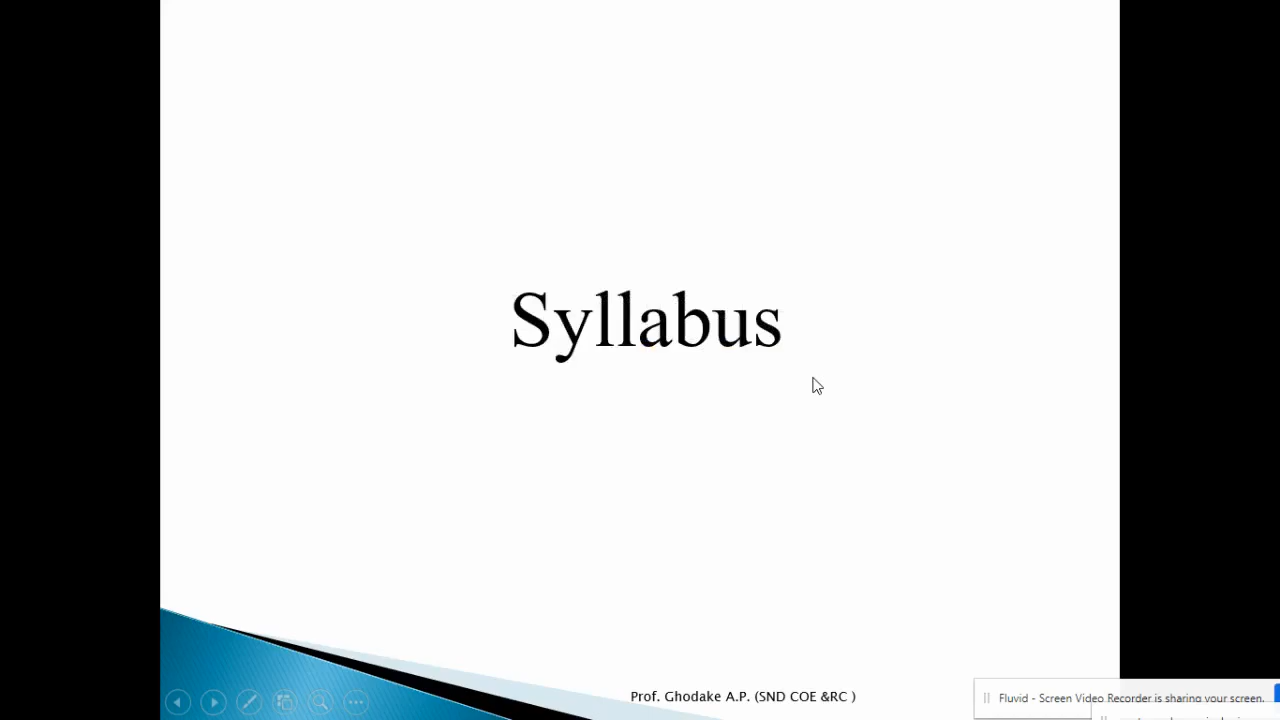 Syllabus
Prof. Ghodake A.P. (SND COE &RC )
Fluvid - Screen Video Recorder is sharing your screen.